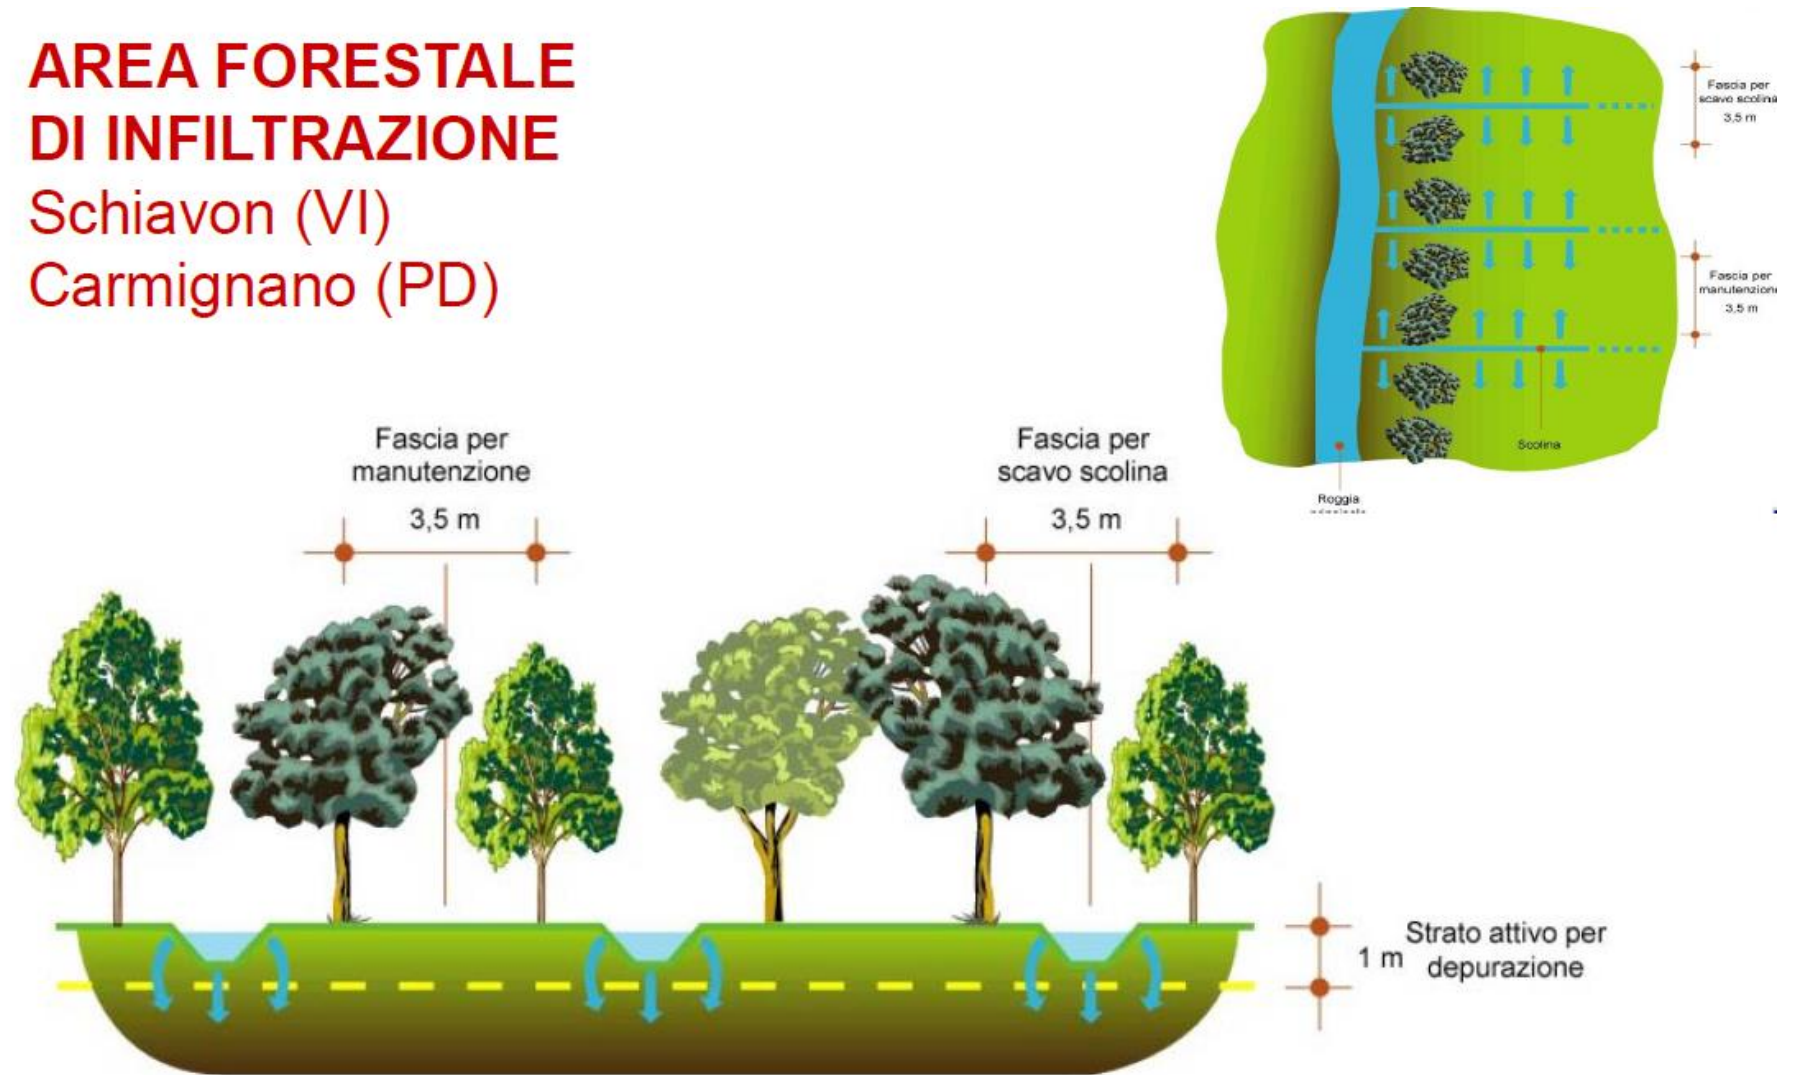 AREA FORESTALE
DI INFILTRAZIONE
Schiavon (VI)
Carmignano (PD)
Fascia per
scavo scolina
3,5 m
Fascia per
manutenzione
3,5 m
Scolina
Roggia
Fascia per
manutenzione
3,5 m
Fascia per
scavo scolina
3,5 m
Strato attivo per
depurazione
1 m